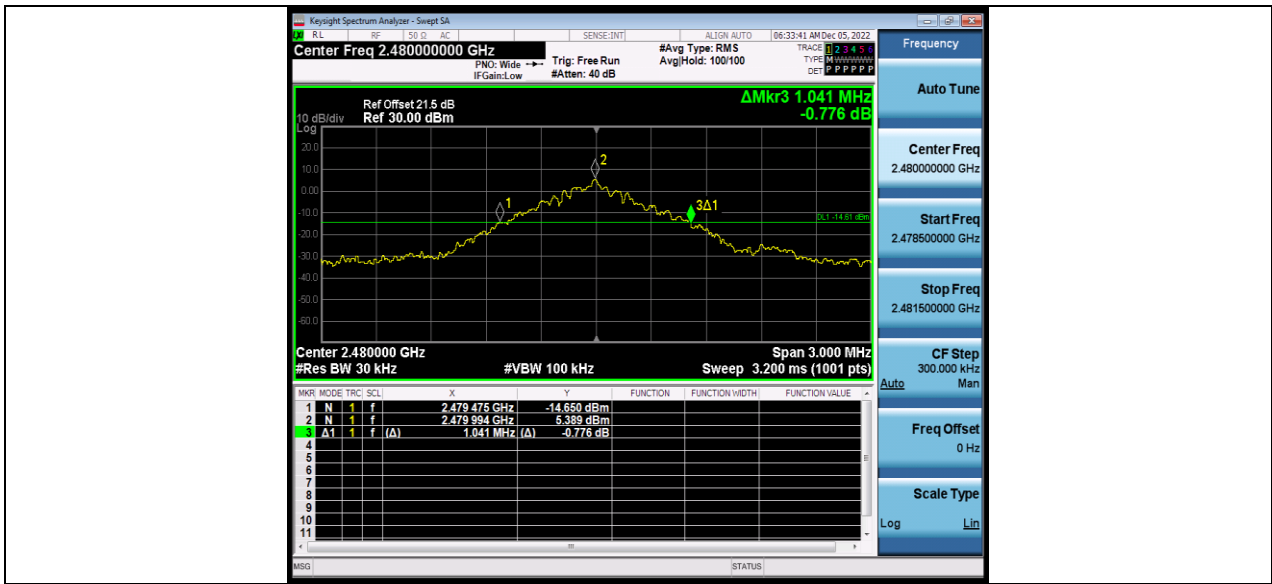 Keysight Spectrum Analyzer - Swept SA
LXI RL RF 50 Ω AC SENSE:INT ALIGN AUTO 06:33:41 AM Dec 05, 2022
Center Freq 2.480000000 GHz
PNO: Wide
IFGain:Low
Trig: Free Run
#Atten: 40 dB
#Avg Type: RMS
Avg|Hold: 100/100
TRACE 1 2 3 4 5 6
TYPE M WWWWW
DET P P P P P P
ΔMkr3 1.041 MHz
-0.776 dB
Ref Offset 21.5 dB
10 dB/div Ref 30.00 dBm
Log
20.0
10.0
0.00
-10.0
-20.0
-30.0
-40.0
-50.0
-60.0
1
2
3Δ1
DL1 -14.61 dBm
Center 2.480000 GHz Span 3.000 MHz
#Res BW 30 kHz #VBW 100 kHz Sweep 3.200 ms (1001 pts)
MKR MODE TRC SCL X Y FUNCTION FUNCTION WIDTH FUNCTION VALUE
1 N 1 f 2.479 475 GHz -14.650 dBm
2 N 1 f 2.479 994 GHz 5.389 dBm
3 Δ1 1 f (Δ) 1.041 MHz (Δ) -0.776 dB
4
5
6
7
8
9
10
11
MSG STATUS
Frequency
Auto Tune
Center Freq
2.480000000 GHz
Start Freq
2.478500000 GHz
Stop Freq
2.481500000 GHz
CF Step
300.000 kHz
Auto Man
Freq Offset
0 Hz
Scale Type
Log Lin